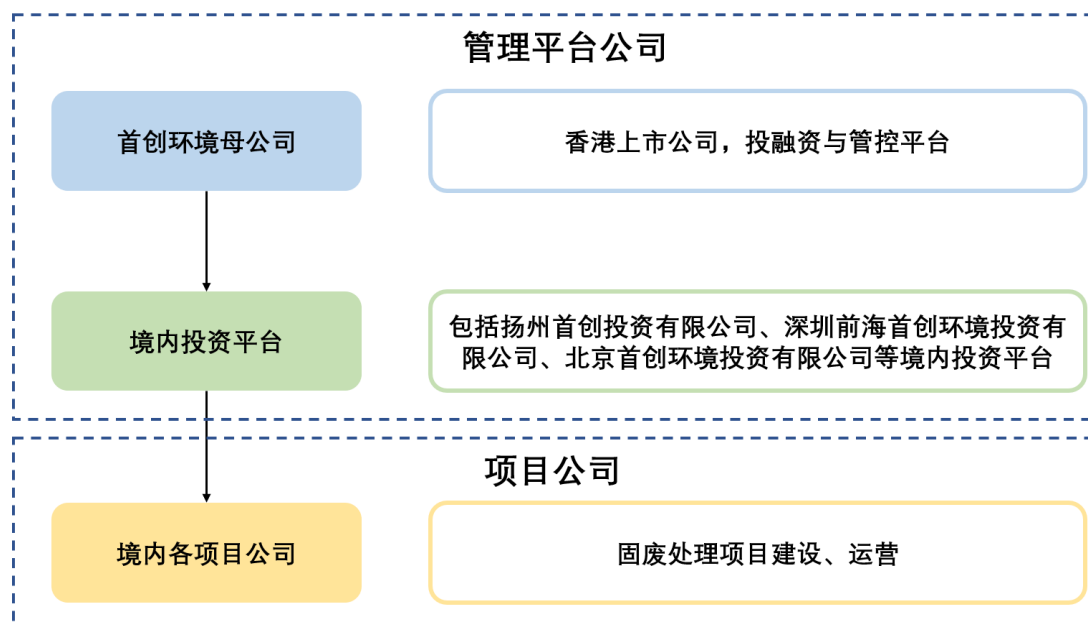 管理平台公司
首创环境母公司
香港上市公司，投融资与管控平台
境内投资平台
包括扬州首创投资有限公司、深圳前海首创环境投资有
限公司、北京首创环境投资有限公司等境内投资平台
项目公司
境内各项目公司
固废处理项目建设、运营